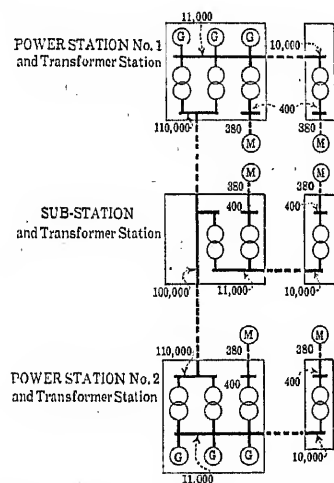 11,000
G G G
POWER STATION No. 1
and Transformer Station
10,000
400
110,000
380
380
M
M
M
M
380
380
SUB-STATION
and Transformer Station
400
400
100,000
11,000
10,000
M
M
110,000
380
380
POWER STATION No. 2
and Transformer Station
400
400
G G G
10,000
11,000